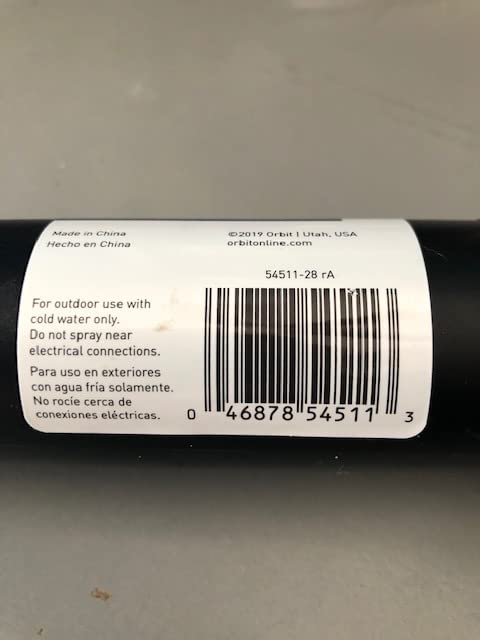 Made in China
Hecho en China
©2019 Orbit | Utah, USA
orbitonline.com
54511-28 rA
For outdoor use with
cold water only.
Do not spray near
electrical connections.
Para uso en exteriores
con agua fría solamente.
No rocíe cerca de
conexiones eléctricas.
0 46878 54511 3